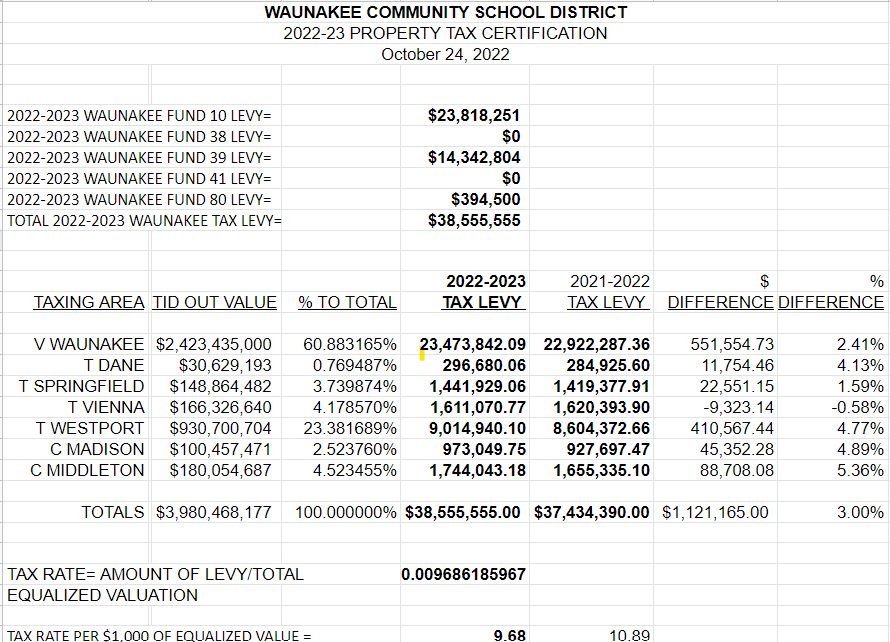 WAUNAKEE COMMUNITY SCHOOL DISTRICT
2022-23 PROPERTY TAX CERTIFICATION
October 24, 2022
2022-2023 WAUNAKEE FUND 10 LEVY= $23,818,251
2022-2023 WAUNAKEE FUND 38 LEVY= $0
2022-2023 WAUNAKEE FUND 39 LEVY= $14,342,804
2022-2023 WAUNAKEE FUND 41 LEVY= $0
2022-2023 WAUNAKEE FUND 80 LEVY= $394,500
TOTAL 2022-2023 WAUNAKEE TAX LEVY= $38,555,555
2022-2023 2021-2022 $ %
TAXING AREA TID OUT VALUE % TO TOTAL TAX LEVY TAX LEVY DIFFERENCE DIFFERENCE
V WAUNAKEE $2,423,435,000 60.883165% 23,473,842.09 22,922,287.36 551,554.73 2.41%
T DANE $30,629,193 0.769487% 296,680.06 284,925.60 11,754.46 4.13%
T SPRINGFIELD $148,864,482 3.739874% 1,441,929.06 1,419,377.91 22,551.15 1.59%
T VIENNA $166,326,640 4.178570% 1,611,070.77 1,620,393.90 -9,323.14 -0.58%
T WESTPORT $930,700,704 23.381689% 9,014,940.10 8,604,372.66 410,567.44 4.77%
C MADISON $100,457,471 2.523760% 973,049.75 927,697.47 45,352.28 4.89%
C MIDDLETON $180,054,687 4.523455% 1,744,043.18 1,655,335.10 88,708.08 5.36%
TOTALS $3,980,468,177 100.000000% $38,555,555.00 $37,434,390.00 $1,121,165.00 3.00%
TAX RATE= AMOUNT OF LEVY/TOTAL 0.009686185967
EQUALIZED VALUATION
TAX RATE PER $1,000 OF EQUALIZED VALUE = 9.68 10.89